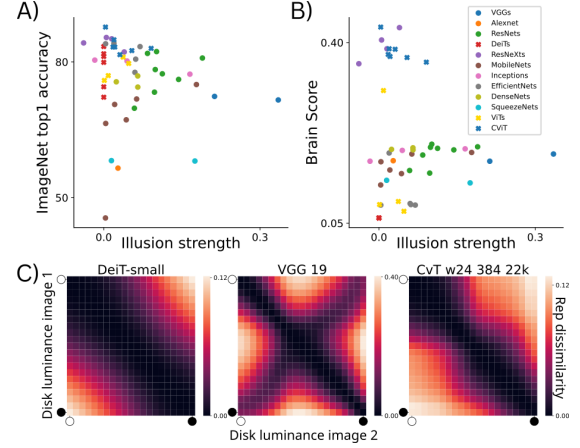 A)
ImageNet top1 accuracy
80
50
0.0
0.3
Illusion strength
B)
Brain Score
0.40
0.05
0.0
0.3
Illusion strength
VGGs
Alexnet
ResNets
DeiTs
ResNeXts
MobileNets
Inceptions
EfficientNets
DenseNets
SqueezeNets
ViTs
CViT
C)
DeiT-small
Disk luminance image 1
0.12
0.00
VGG 19
0.40
0.00
Disk luminance image 2
CvT w24 384 22k
0.12
0.00
Rep dissimilarity